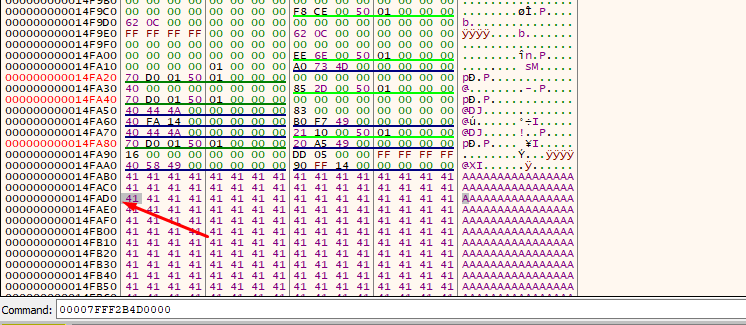 000000000014F9C0 00 00 00 00 00 00 00 00 F8 CE 00 50 01 00 00 00 ........øÎ.P....
000000000014F9D0 62 0C 00 00 00 00 00 00 00 00 00 00 00 00 00 00 b...............
000000000014F9E0 FF FF FF FF 00 00 00 00 62 0C 00 00 00 00 00 00 ÿÿÿÿ....b.......
000000000014F9F0 00 00 00 00 00 00 00 00 00 00 00 00 00 00 00 00 ................
000000000014FA00 00 00 00 00 00 00 00 00 EE 6E 00 50 01 00 00 00 ........în.P....
000000000014FA10 00 00 00 00 01 00 00 00 A0 73 4D 00 00 00 00 00 ........ sM.....
000000000014FA20 70 D0 01 50 01 00 00 00 00 00 00 00 00 00 00 00 pÐ.P............
000000000014FA30 40 00 00 00 00 00 00 00 85 2D 00 50 01 00 00 00 @........-.P....
000000000014FA40 70 D0 01 50 01 00 00 00 00 00 00 00 00 00 00 00 pÐ.P............
000000000014FA50 40 44 4A 00 00 00 00 00 83 00 00 00 00 00 00 00 @DJ.............
000000000014FA60 40 FA 14 00 00 00 00 00 B0 F7 49 00 00 00 00 00 @ú......°÷I.....
000000000014FA70 40 44 4A 00 00 00 00 00 21 10 00 50 01 00 00 00 @DJ.....!..P....
000000000014FA80 70 D0 01 50 01 00 00 00 20 A5 49 00 00 00 00 00 pÐ.P.... ¥I.....
000000000014FA90 16 00 00 00 00 00 00 00 DD 05 00 00 FF FF FF FF ........Ý...ÿÿÿÿ
000000000014FAA0 40 58 49 00 00 00 00 00 90 FF 14 00 00 00 00 00 @XI......ÿ......
000000000014FAB0 41 41 41 41 41 41 41 41 41 41 41 41 41 41 41 41 AAAAAAAAAAAAAAAA
000000000014FAC0 41 41 41 41 41 41 41 41 41 41 41 41 41 41 41 41 AAAAAAAAAAAAAAAA
000000000014FAD0 41 41 41 41 41 41 41 41 41 41 41 41 41 41 41 41 AAAAAAAAAAAAAAAA
000000000014FAE0 41 41 41 41 41 41 41 41 41 41 41 41 41 41 41 41 AAAAAAAAAAAAAAAA
000000000014FAF0 41 41 41 41 41 41 41 41 41 41 41 41 41 41 41 41 AAAAAAAAAAAAAAAA
000000000014FB00 41 41 41 41 41 41 41 41 41 41 41 41 41 41 41 41 AAAAAAAAAAAAAAAA
000000000014FB10 41 41 41 41 41 41 41 41 41 41 41 41 41 41 41 41 AAAAAAAAAAAAAAAA
000000000014FB20 41 41 41 41 41 41 41 41 41 41 41 41 41 41 41 41 AAAAAAAAAAAAAAAA
000000000014FB30 41 41 41 41 41 41 41 41 41 41 41 41 41 41 41 41 AAAAAAAAAAAAAAAA
000000000014FB40 41 41 41 41 41 41 41 41 41 41 41 41 41 41 41 41 AAAAAAAAAAAAAAAA
000000000014FB50 41 41 41 41 41 41 41 41 41 41 41 41 41 41 41 41 AAAAAAAAAAAAAAAA
Command: 00007FFF2B4D0000